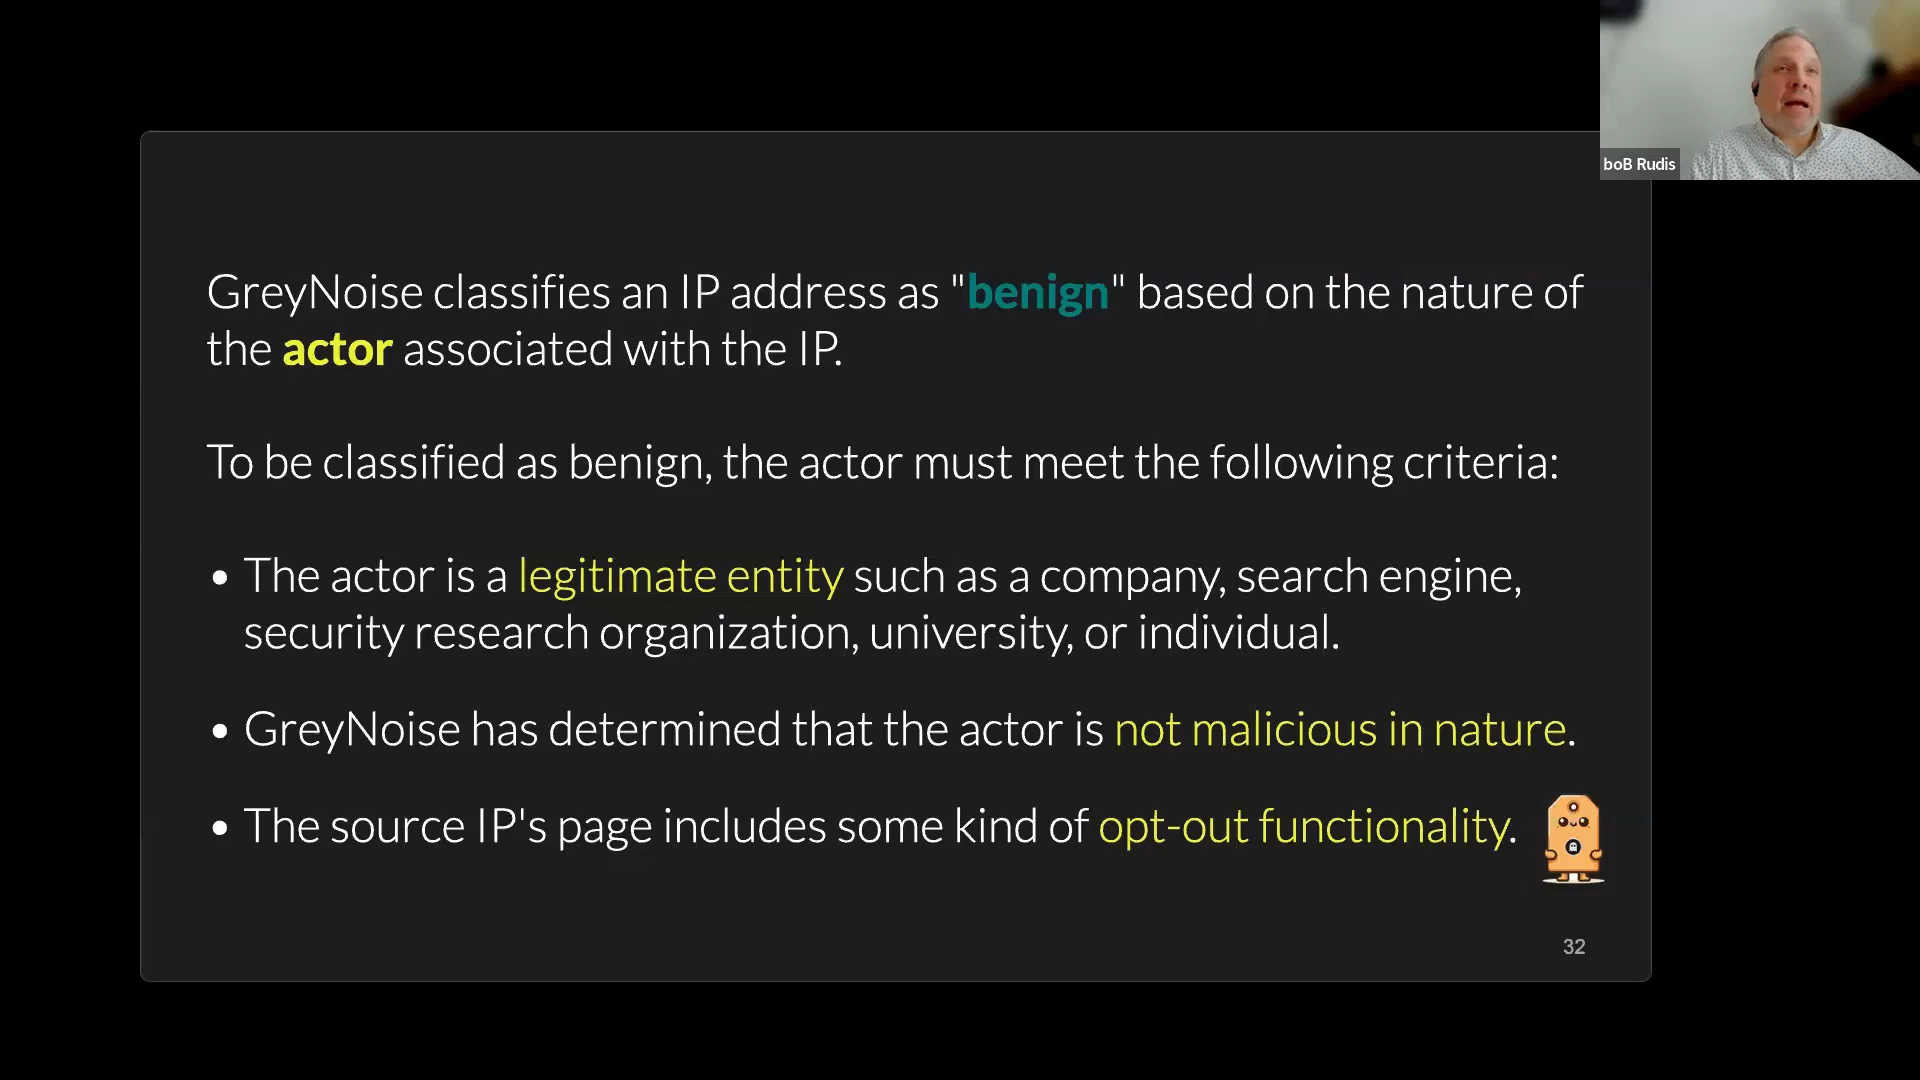 boB Rudis
GreyNoise classifies an IP address as "benign" based on the nature of
the actor associated with the IP.
To be classified as benign, the actor must meet the following criteria:
• The actor is a legitimate entity such as a company, search engine,
security research organization, university, or individual.
• GreyNoise has determined that the actor is not malicious in nature.
• The source IP's page includes some kind of opt-out functionality.
32